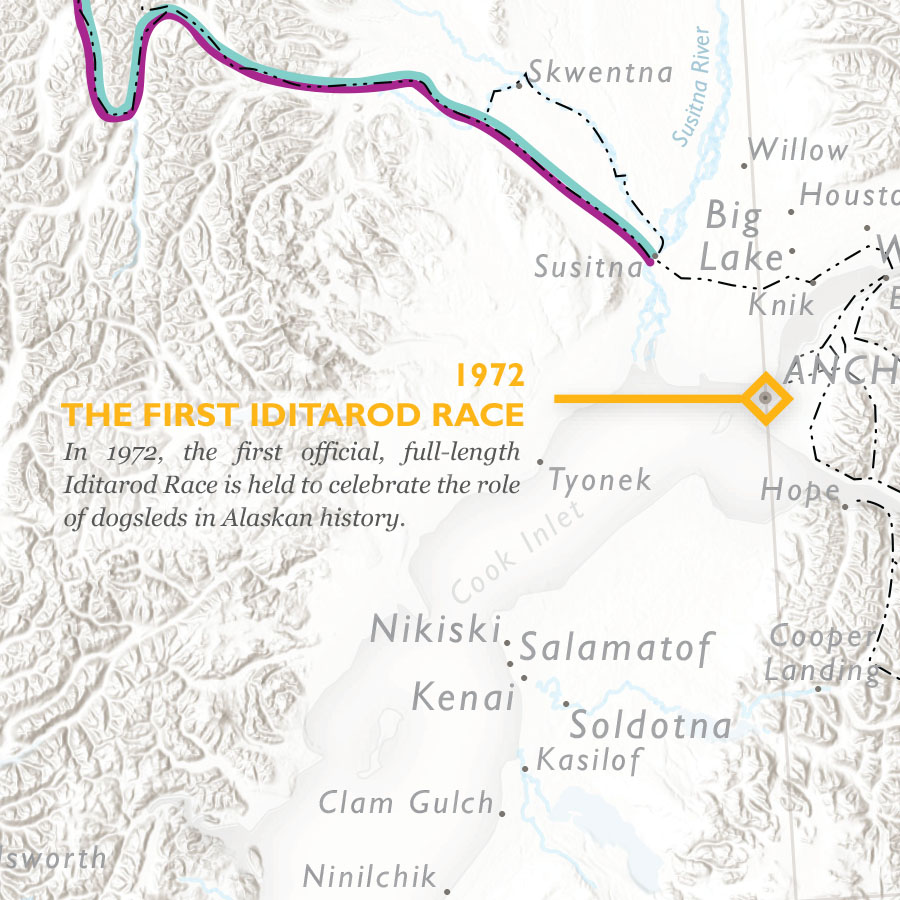 Skwentna
Susitna River
Willow
Housto
Big
Lake
W
Susitna
Knik
E
1972
ANCH
THE FIRST IDITAROD RACE
In 1972, the first official, full-length
Iditarod Race is held to celebrate the role
of dogsleds in Alaskan history.
Tyonek
Hope
Cook Inlet
Nikiski
Salamatof
Cooper
Landing
Kenai
Soldotna
Kasilof
Clam Gulch
lsworth
Ninilchik